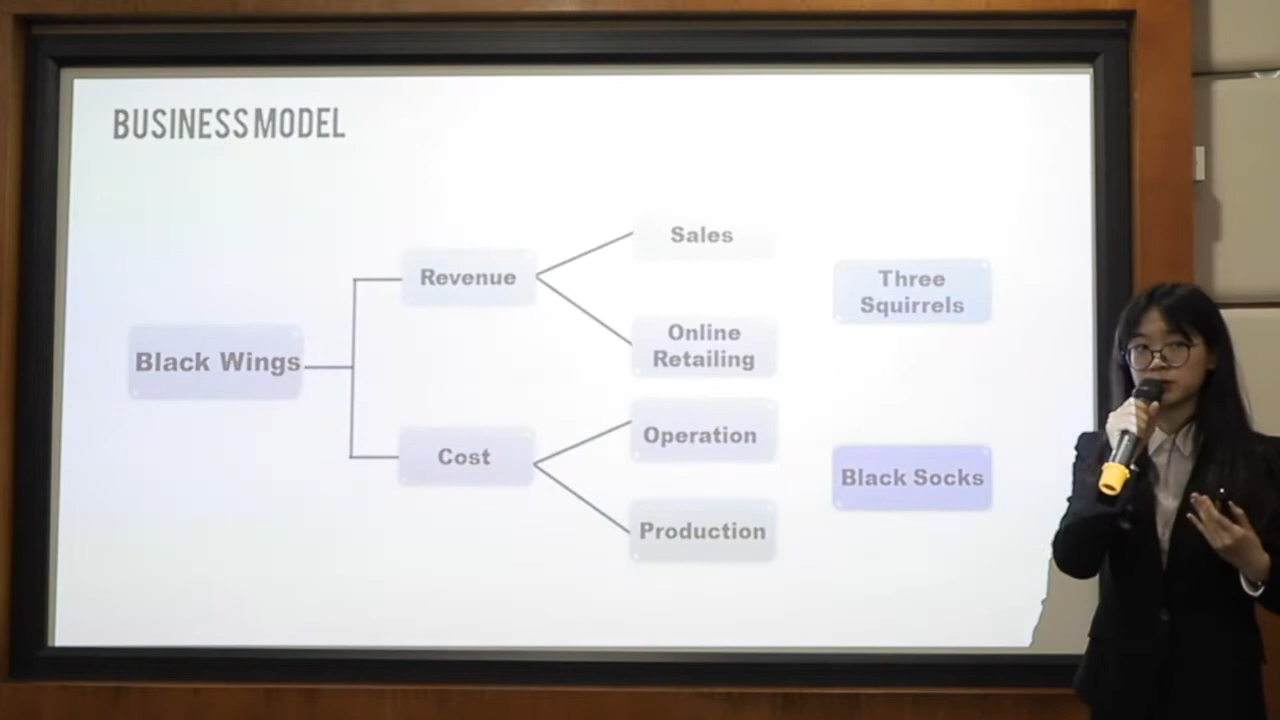 BUSINESS MODEL
Sales
Revenue
Three
Squirrels
Online
Retailing
Black Wings
Operation
Cost
Black Socks
Production